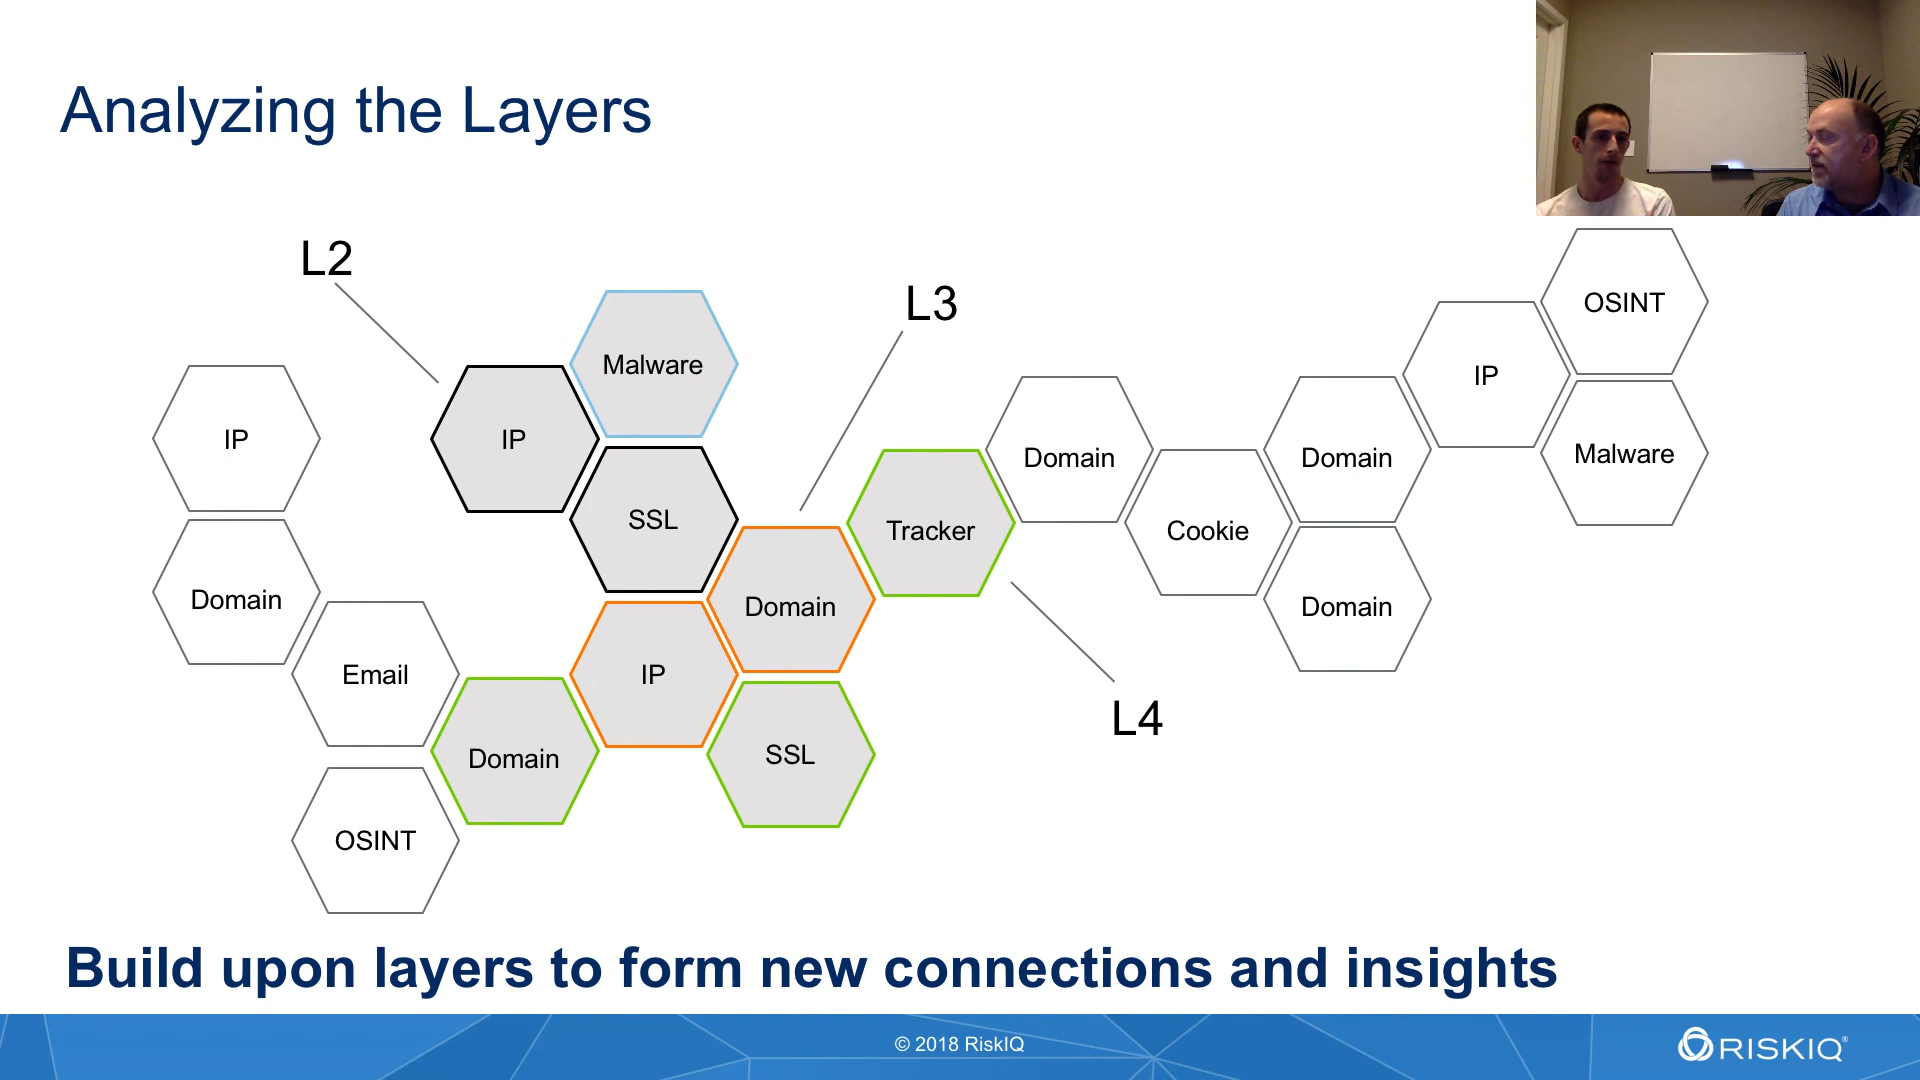 Analyzing the Layers
L2
L3
OSINT
Malware
IP
IP
IP
Domain
Domain
Malware
SSL
Tracker
Cookie
Domain
Domain
Domain
Email
IP
L4
Domain
SSL
OSINT
Build upon layers to form new connections and insights
© 2018 RiskIQ
RISKIQ®